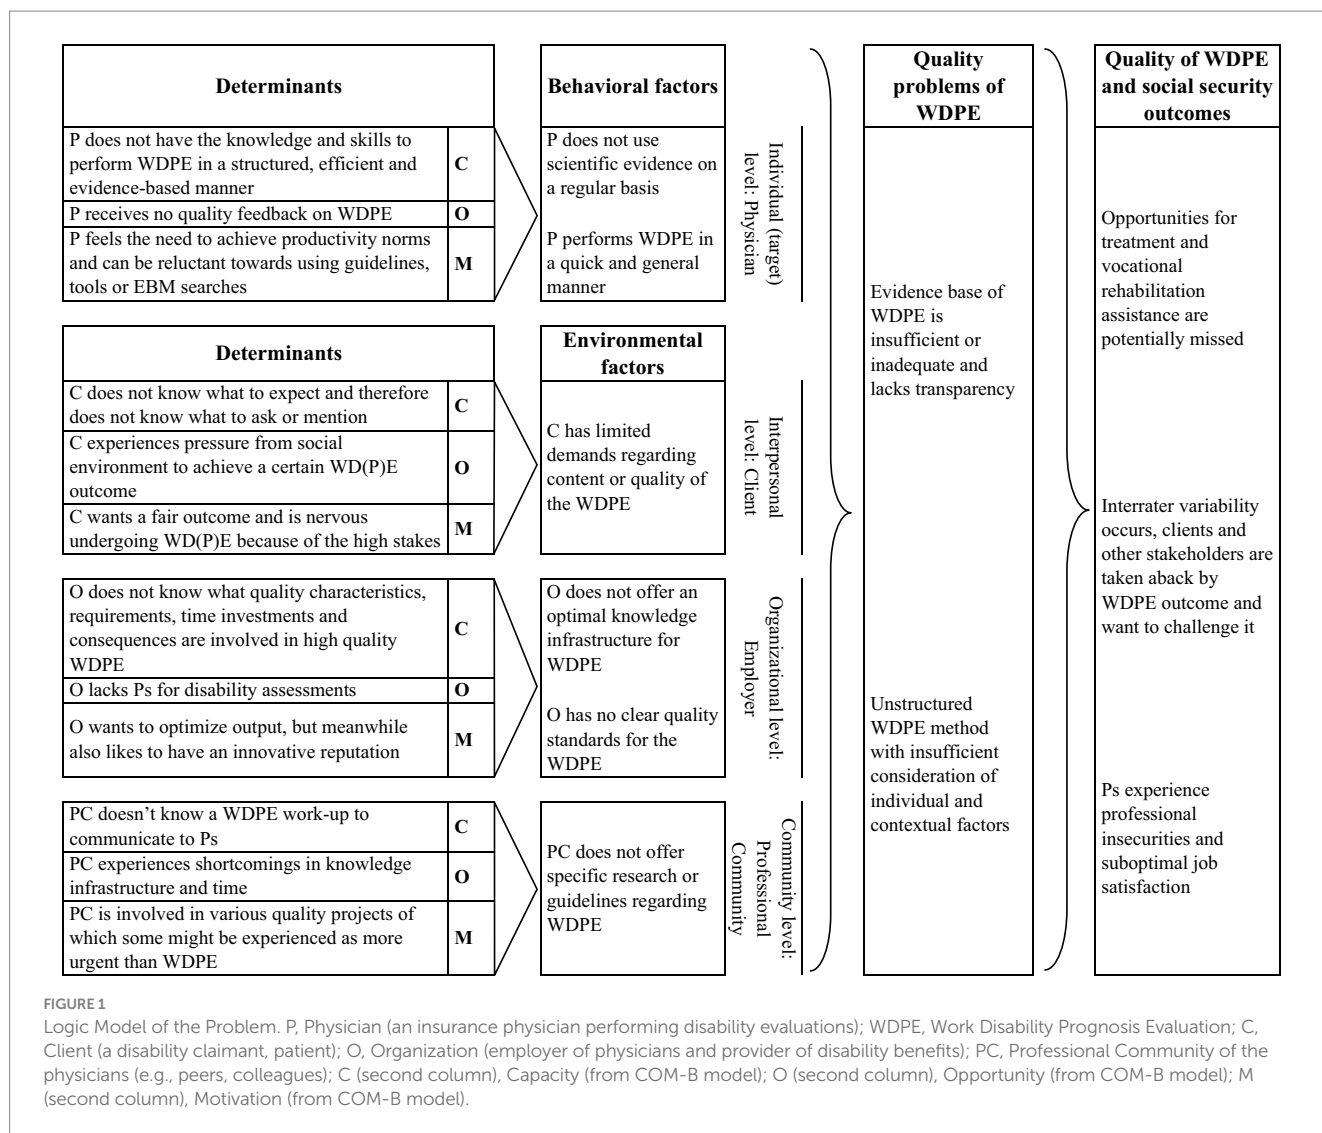 Determinants
Behavioral factors
Quality
problems of
WDPE
Quality of WDPE
and social security
outcomes
P does not have the knowledge and skills to
perform WDPE in a structured, efficient and
evidence-based manner
C
P receives no quality feedback on WDPE
O
P feels the need to achieve productivity norms
and can be reluctant towards using guidelines,
tools or EBM searches
M
P does not use
scientific evidence on
a regular basis
P performs WDPE in
a quick and general
manner
Individual (target)
level: Physician
Determinants
Environmental
factors
C does not know what to expect and therefore
does not know what to ask or mention
C
C experiences pressure from social
environment to achieve a certain WD(P)E
outcome
O
C wants a fair outcome and is nervous
undergoing WD(P)E because of the high stakes
M
C has limited
demands regarding
content or quality of
the WDPE
Interpersonal
level: Client
O does not know what quality characteristics,
requirements, time investments and
consequences are involved in high quality
WDPE
C
O lacks Ps for disability assessments
O
O wants to optimize output, but meanwhile
also likes to have an innovative reputation
M
O does not offer an
optimal knowledge
infrastructure for
WDPE
O has no clear quality
standards for the
WDPE
Organizational level:
Employer
PC doesn’t know a WDPE work-up to
communicate to Ps
C
PC experiences shortcomings in knowledge
infrastructure and time
O
PC is involved in various quality projects of
which some might be experienced as more
urgent than WDPE
M
PC does not offer
specific research or
guidelines regarding
WDPE
Community level:
Professional
Community
Evidence base of
WDPE is
insufficient or
inadequate and
lacks transparency
Unstructured
WDPE method
with insufficient
consideration of
individual and
contextual factors
Opportunities for
treatment and
vocational
rehabilitation
assistance are
potentially missed
Interrater variability
occurs, clients and
other stakeholders are
taken aback by
WDPE outcome and
want to challenge it
Ps experience
professional
insecurities and
suboptimal job
satisfaction
FIGURE 1
Logic Model of the Problem. P, Physician (an insurance physician performing disability evaluations); WDPE, Work Disability Prognosis Evaluation; C,
Client (a disability claimant, patient); O, Organization (employer of physicians and provider of disability benefits); PC, Professional Community of the
physicians (e.g., peers, colleagues); C (second column), Capacity (from COM-B model); O (second column), Opportunity (from COM-B model); M
(second column), Motivation (from COM-B model).